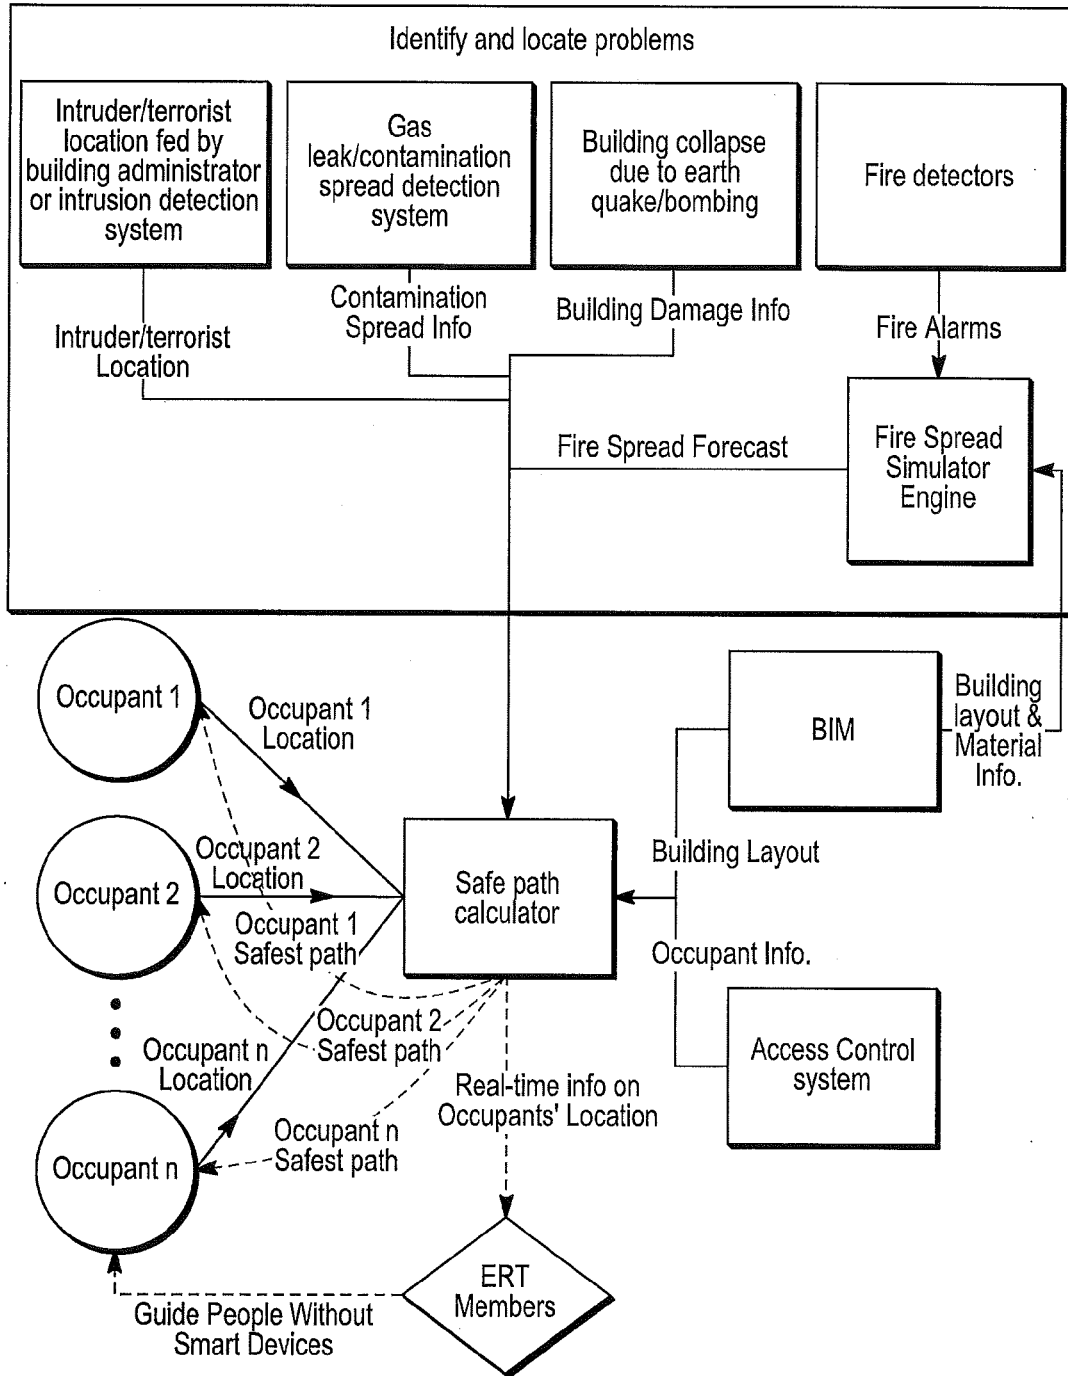 Identify and locate problems
Intruder/terrorist
location fed by
building administrator
or intrusion detection
system
Gas
leak/contamination
spread detection
system
Building collapse
due to earth
quake/bombing
Fire detectors
Intruder/terrorist
Location
Contamination
Spread Info
Building Damage Info
Fire Alarms
Fire Spread Forecast
Fire Spread
Simulator
Engine
Occupant 1
Occupant 1
Location
BIM
Building
layout &
Material
Info.
Occupant 2
Occupant 2
Location
Safe path
calculator
Building Layout
Occupant 1
Safest path
Occupant Info.
Occupant 2
Safest path
Occupant n
Location
Access Control
system
Real-time info on
Occupants' Location
Occupant n
Occupant n
Safest path
ERT
Members
Guide People Without
Smart Devices